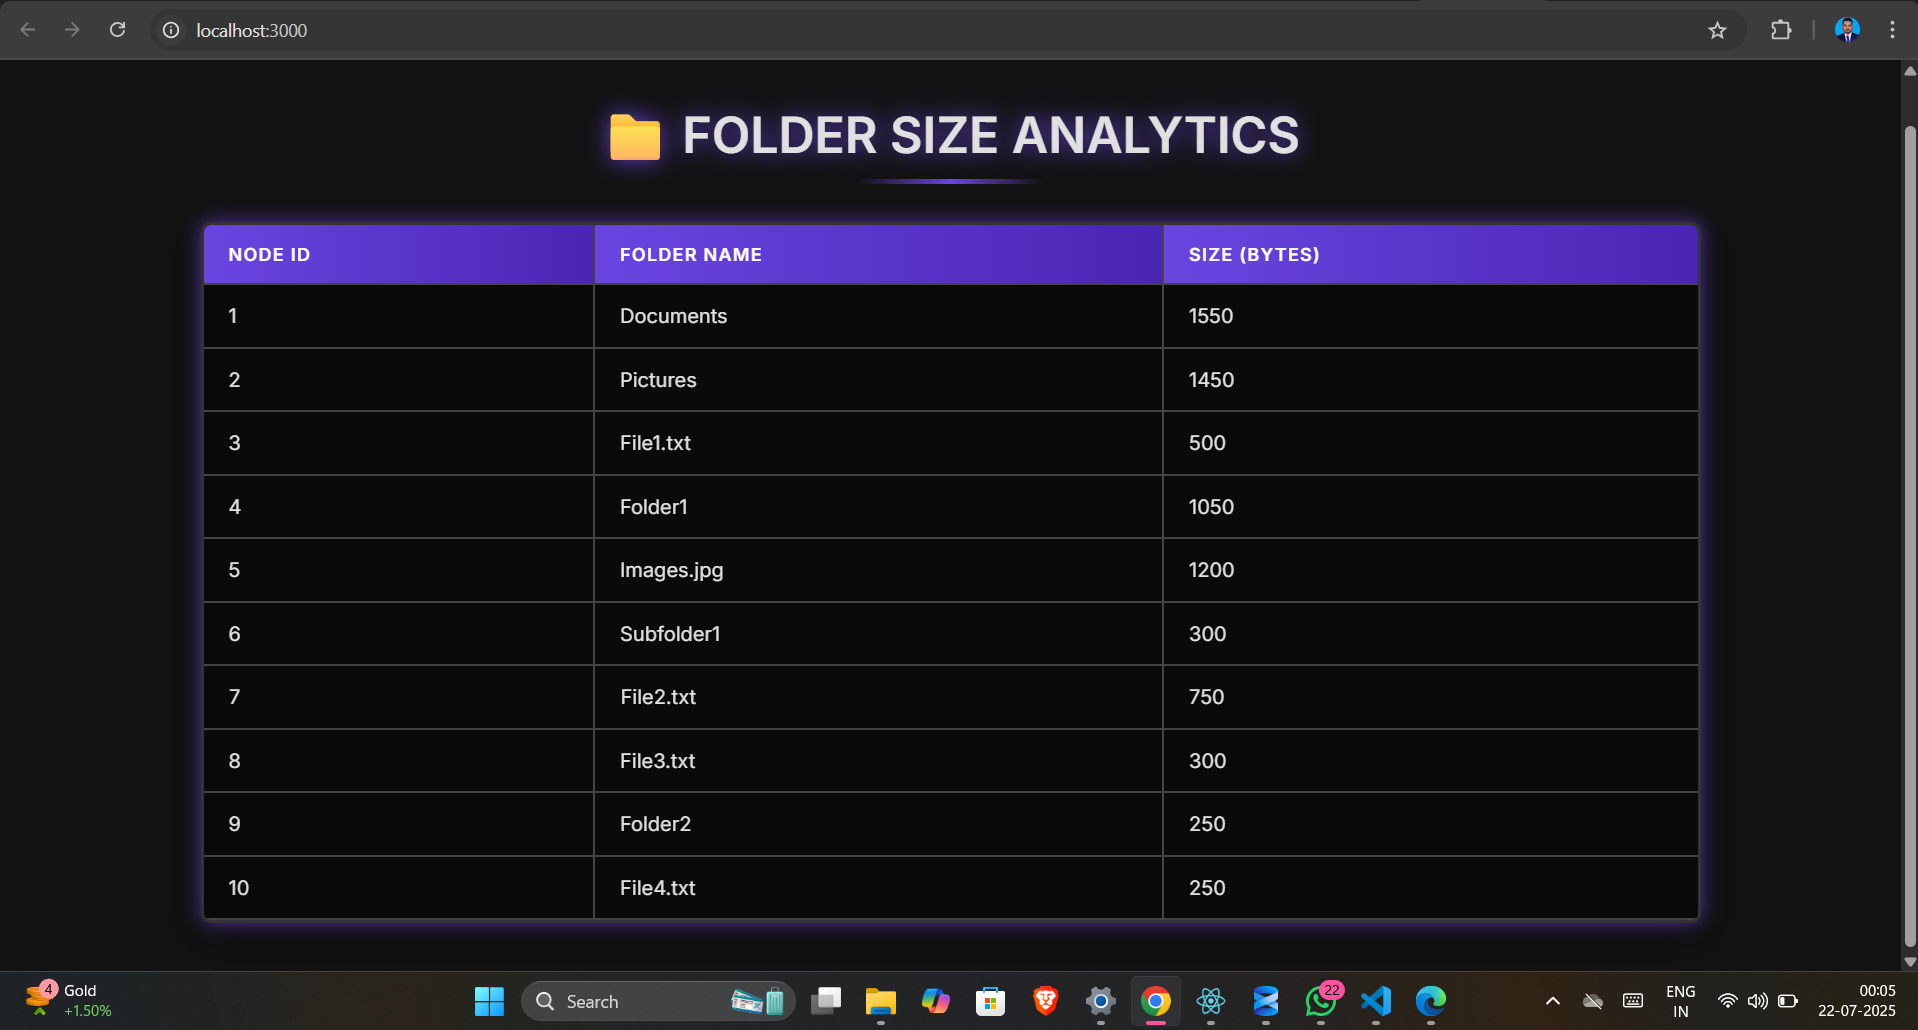 localhost:3000
FOLDER SIZE ANALYTICS
NODE ID FOLDER NAME SIZE (BYTES)
1 Documents 1550
2 Pictures 1450
3 File1.txt 500
4 Folder1 1050
5 Images.jpg 1200
6 Subfolder1 300
7 File2.txt 750
8 File3.txt 300
9 Folder2 250
10 File4.txt 250
4 Gold
+1.50%
Search
22
ENG
IN
00:05
22-07-2025